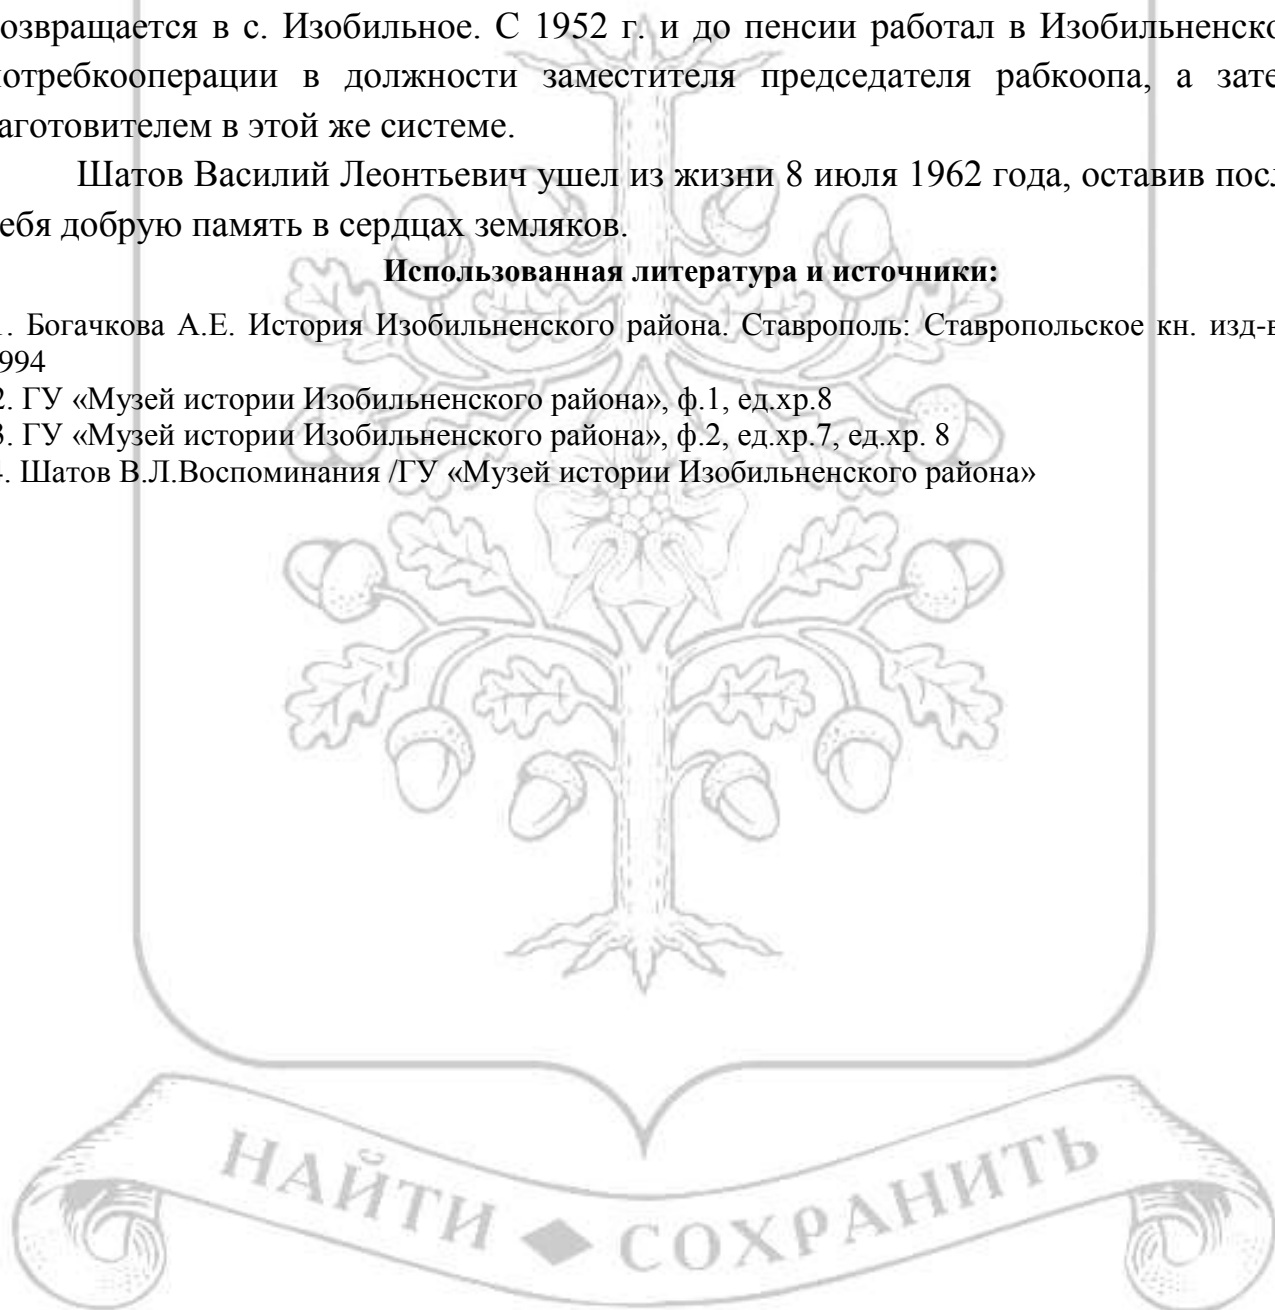 озвращается в с. Изобильное. С 1952 г. и до пенсии работал в Изобильненско
потребкооперации в должности заместителя председателя рабкоопа, а зате
аготовителем в этой же системе.
Шатов Василий Леонтьевич ушел из жизни 8 июля 1962 года, оставив посл
ебя добрую память в сердцах земляков.
Использованная литература и источники:
1. Богачкова А.Е. История Изобильненского района. Ставрополь: Ставропольское кн. изд-в
994
2. ГУ «Музей истории Изобильненского района», ф.1, ед.хр.8
3. ГУ «Музей истории Изобильненского района», ф.2, ед.хр.7, ед.хр. 8
4. Шатов В.Л.Воспоминания /ГУ «Музей истории Изобильненского района»
НАЙТИ ◆ СОХРАНИТЬ